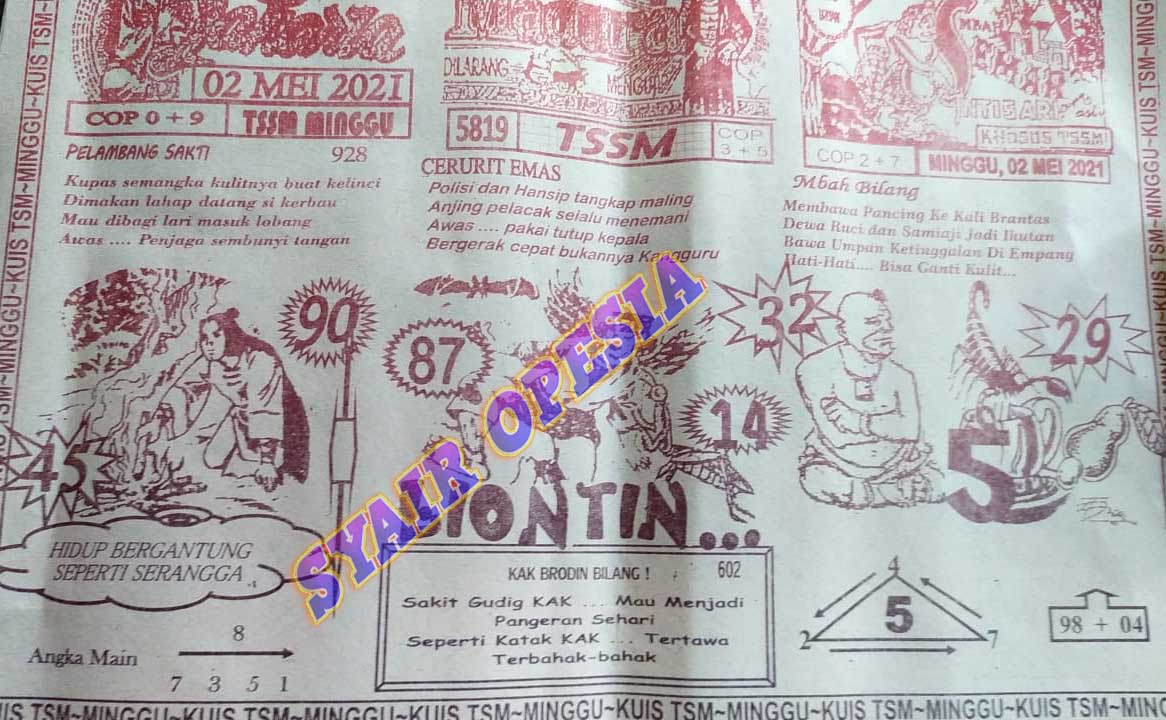 02 MEI 2021
COP 0 + 9
TSSM MINGGU
PELAMBANG SAKTI 928
Kupas semangka kulitnya buat kelinci
Dimakan lahap datang si kerbau
Mau dibagi lari masuk lobang
Awas .... Penjaga sembunyi tangan
90
45
HIDUP BERGANTUNG
SEPERTI SERANGGA
8
Angka Main
7 3 5 1
DILARANG
5819
TSSM
COP
3 + 5
CERURIT EMAS
Polisi dan Hansip tangkap maling
Anjing pelacak selalu menemani
Awas .... pakai tutup kepala
Bergerak cepat bukannya Kangguru
87
14
SYAIR OPESIA
KAK BRODIN BILANG ! 602
Sakit Gudig KAK ... Mau Menjadi
Pangeran Sehari
Seperti Katak KAK ... Tertawa
Terbahak-bahak
MBAH
KHUSUS TSSM
COP 2 + 7
MINGGU, 02 MEI 2021
Mbah Bilang
Membawa Pancing Ke Kali Brantas
Dewa Ruci dan Samiaji Jadi Ikutan
Bawa Umpan Ketinggalan Di Empang
Hati-Hati.... Bisa Ganti Kulit...
32
29
5
4
5
2
7
98 + 04
TSM~MINGGU~KUIS TSM~MINGGU~KUIS TSM~MINGGU~KUIS TSM~MINGGU~KUIS TSM~MINGGU~KUIS TSM~MING